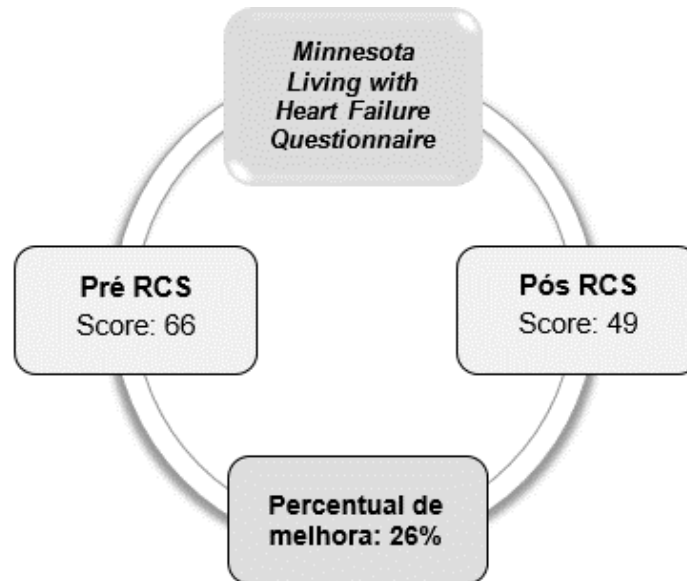 Minnesota
Living with
Heart Failure
Questionnaire
Pré RCS
Score: 66
Pós RCS
Score: 49
Percentual de
melhora: 26%